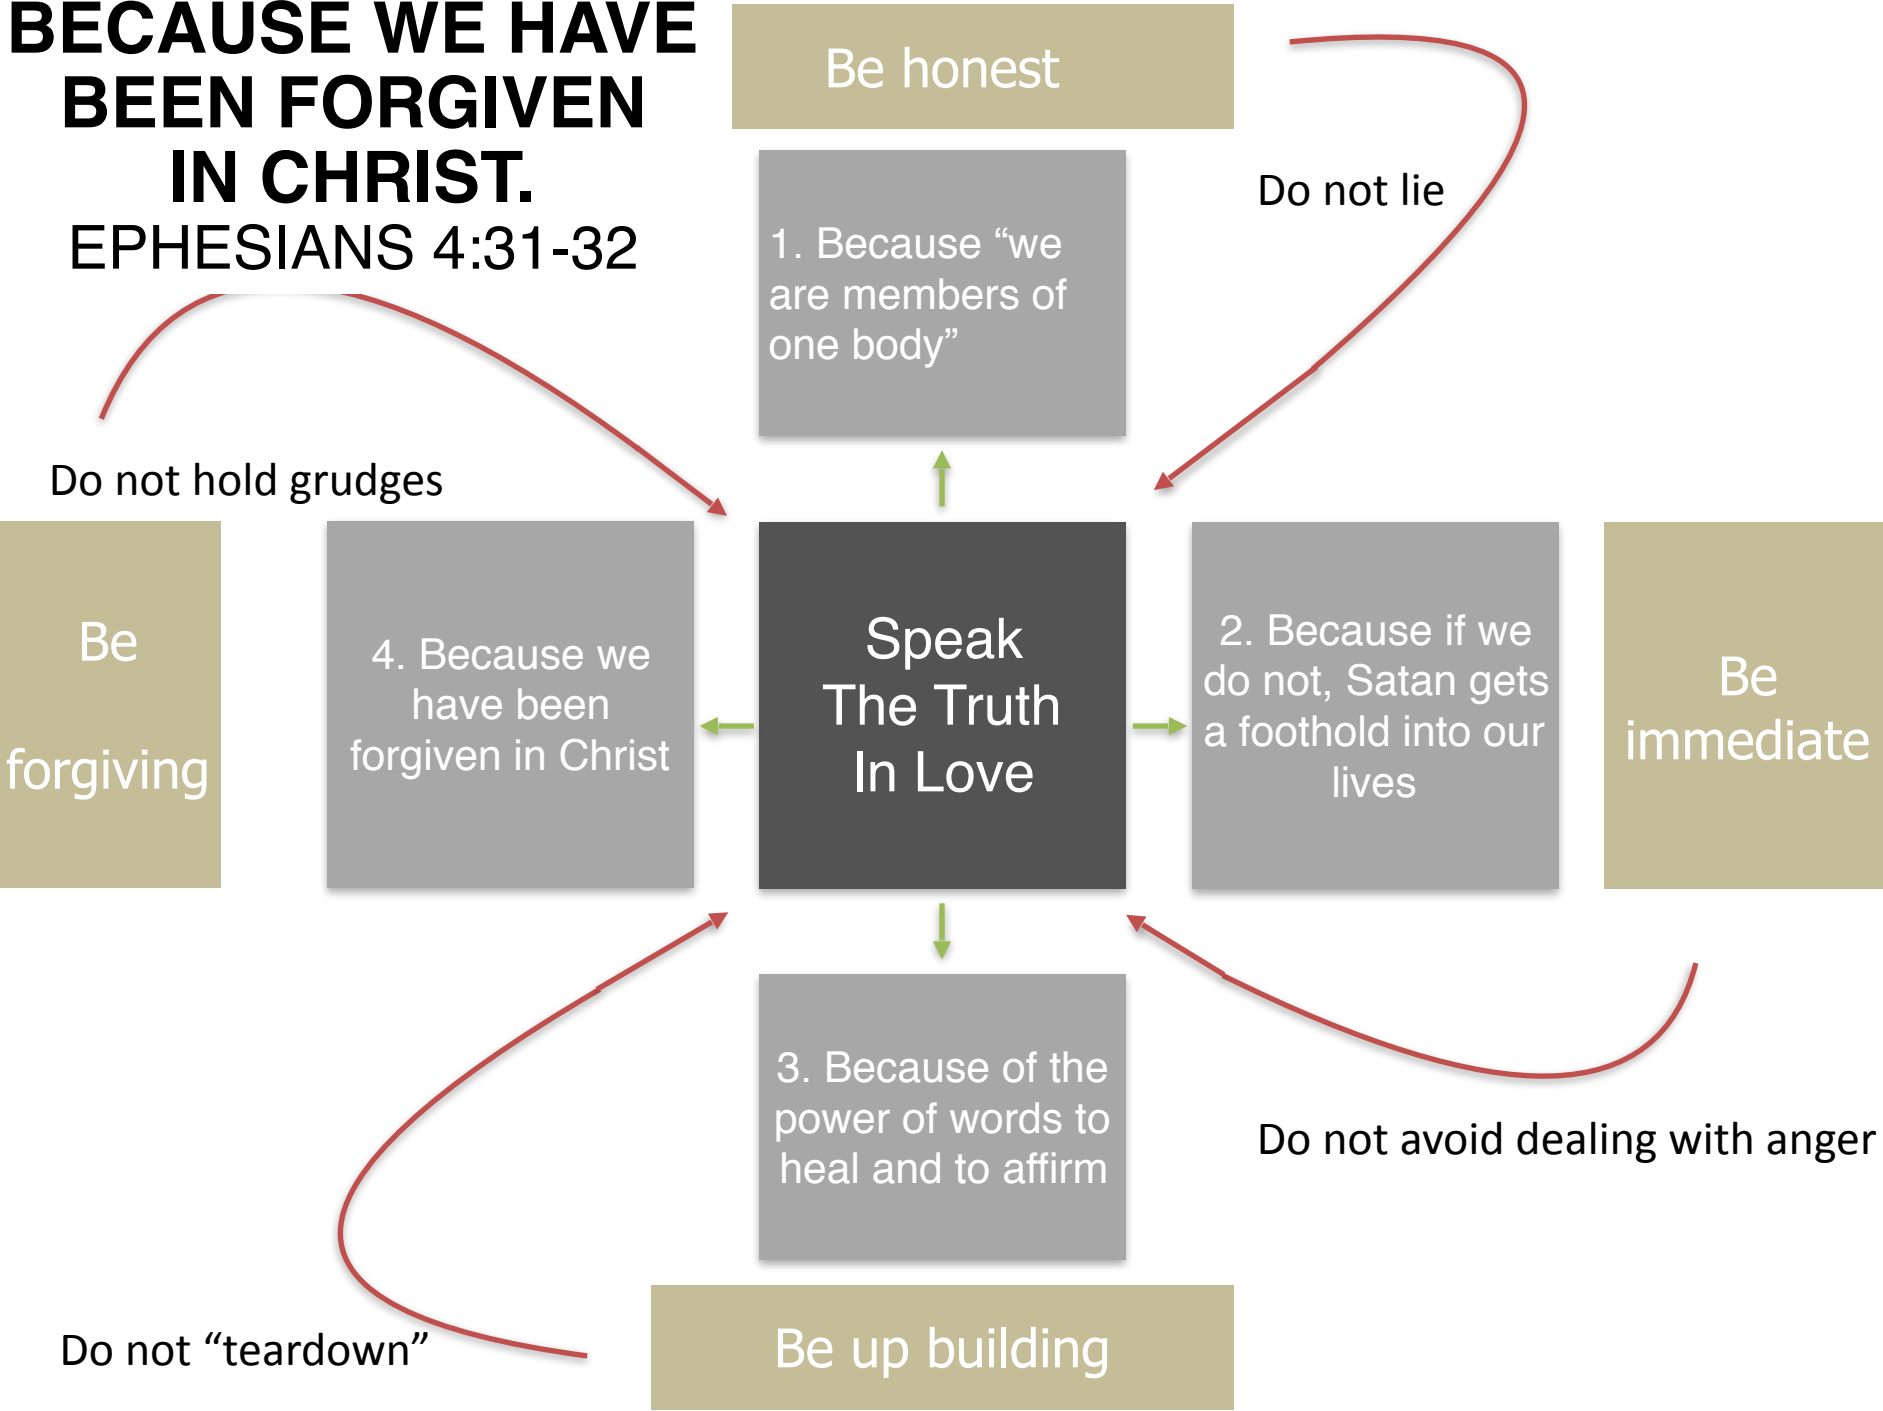 BECAUSE WE HAVE
BEEN FORGIVEN
IN CHRIST.
EPHESIANS 4:31-32
Be honest
Do not lie
1. Because “we
are members of
one body”
Do not hold grudges
Be
forgiving
4. Because we
have been
forgiven in Christ
Speak
The Truth
In Love
2. Because if we
do not, Satan gets
a foothold into our
lives
Be
immediate
3. Because of the
power of words to
heal and to affirm
Do not avoid dealing with anger
Do not “teardown”
Be up building